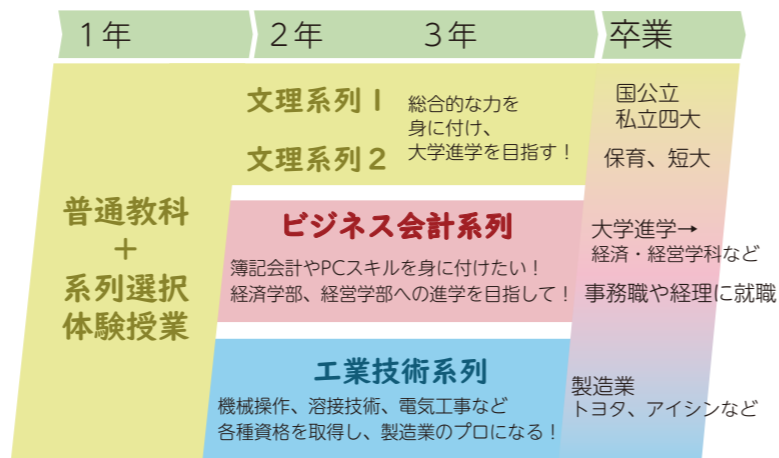 1年
2年
3年
卒業
普通教科
+
系列選択
体験授業
文理系列1
文理系列2
総合的な力を
身に付け、
大学進学を目指す！
国公立
私立四大
保育、短大
ビジネス会計系列
簿記会計やPCスキルを身に付けたい！
経済学部、経営学部への進学を目指して！
大学進学→
経済・経営学科など
事務職や経理に就職
工業技術系列
機械操作、溶接技術、電気工事など
各種資格を取得し、製造業のプロになる！
製造業
トヨタ、アイシンなど